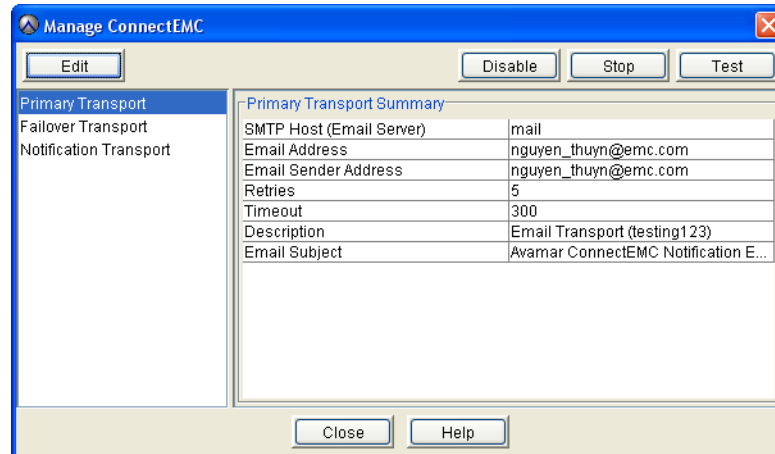 Manage ConnectEMC
Edit Disable Stop Test
Primary Transport
Failover Transport
Notification Transport
Primary Transport Summary
SMTP Host (Email Server) mail
Email Address nguyen_thuyn@emc.com
Email Sender Address nguyen_thuyn@emc.com
Retries 5
Timeout 300
Description Email Transport (testing123)
Email Subject Avamar ConnectEMC Notification E...
Close Help